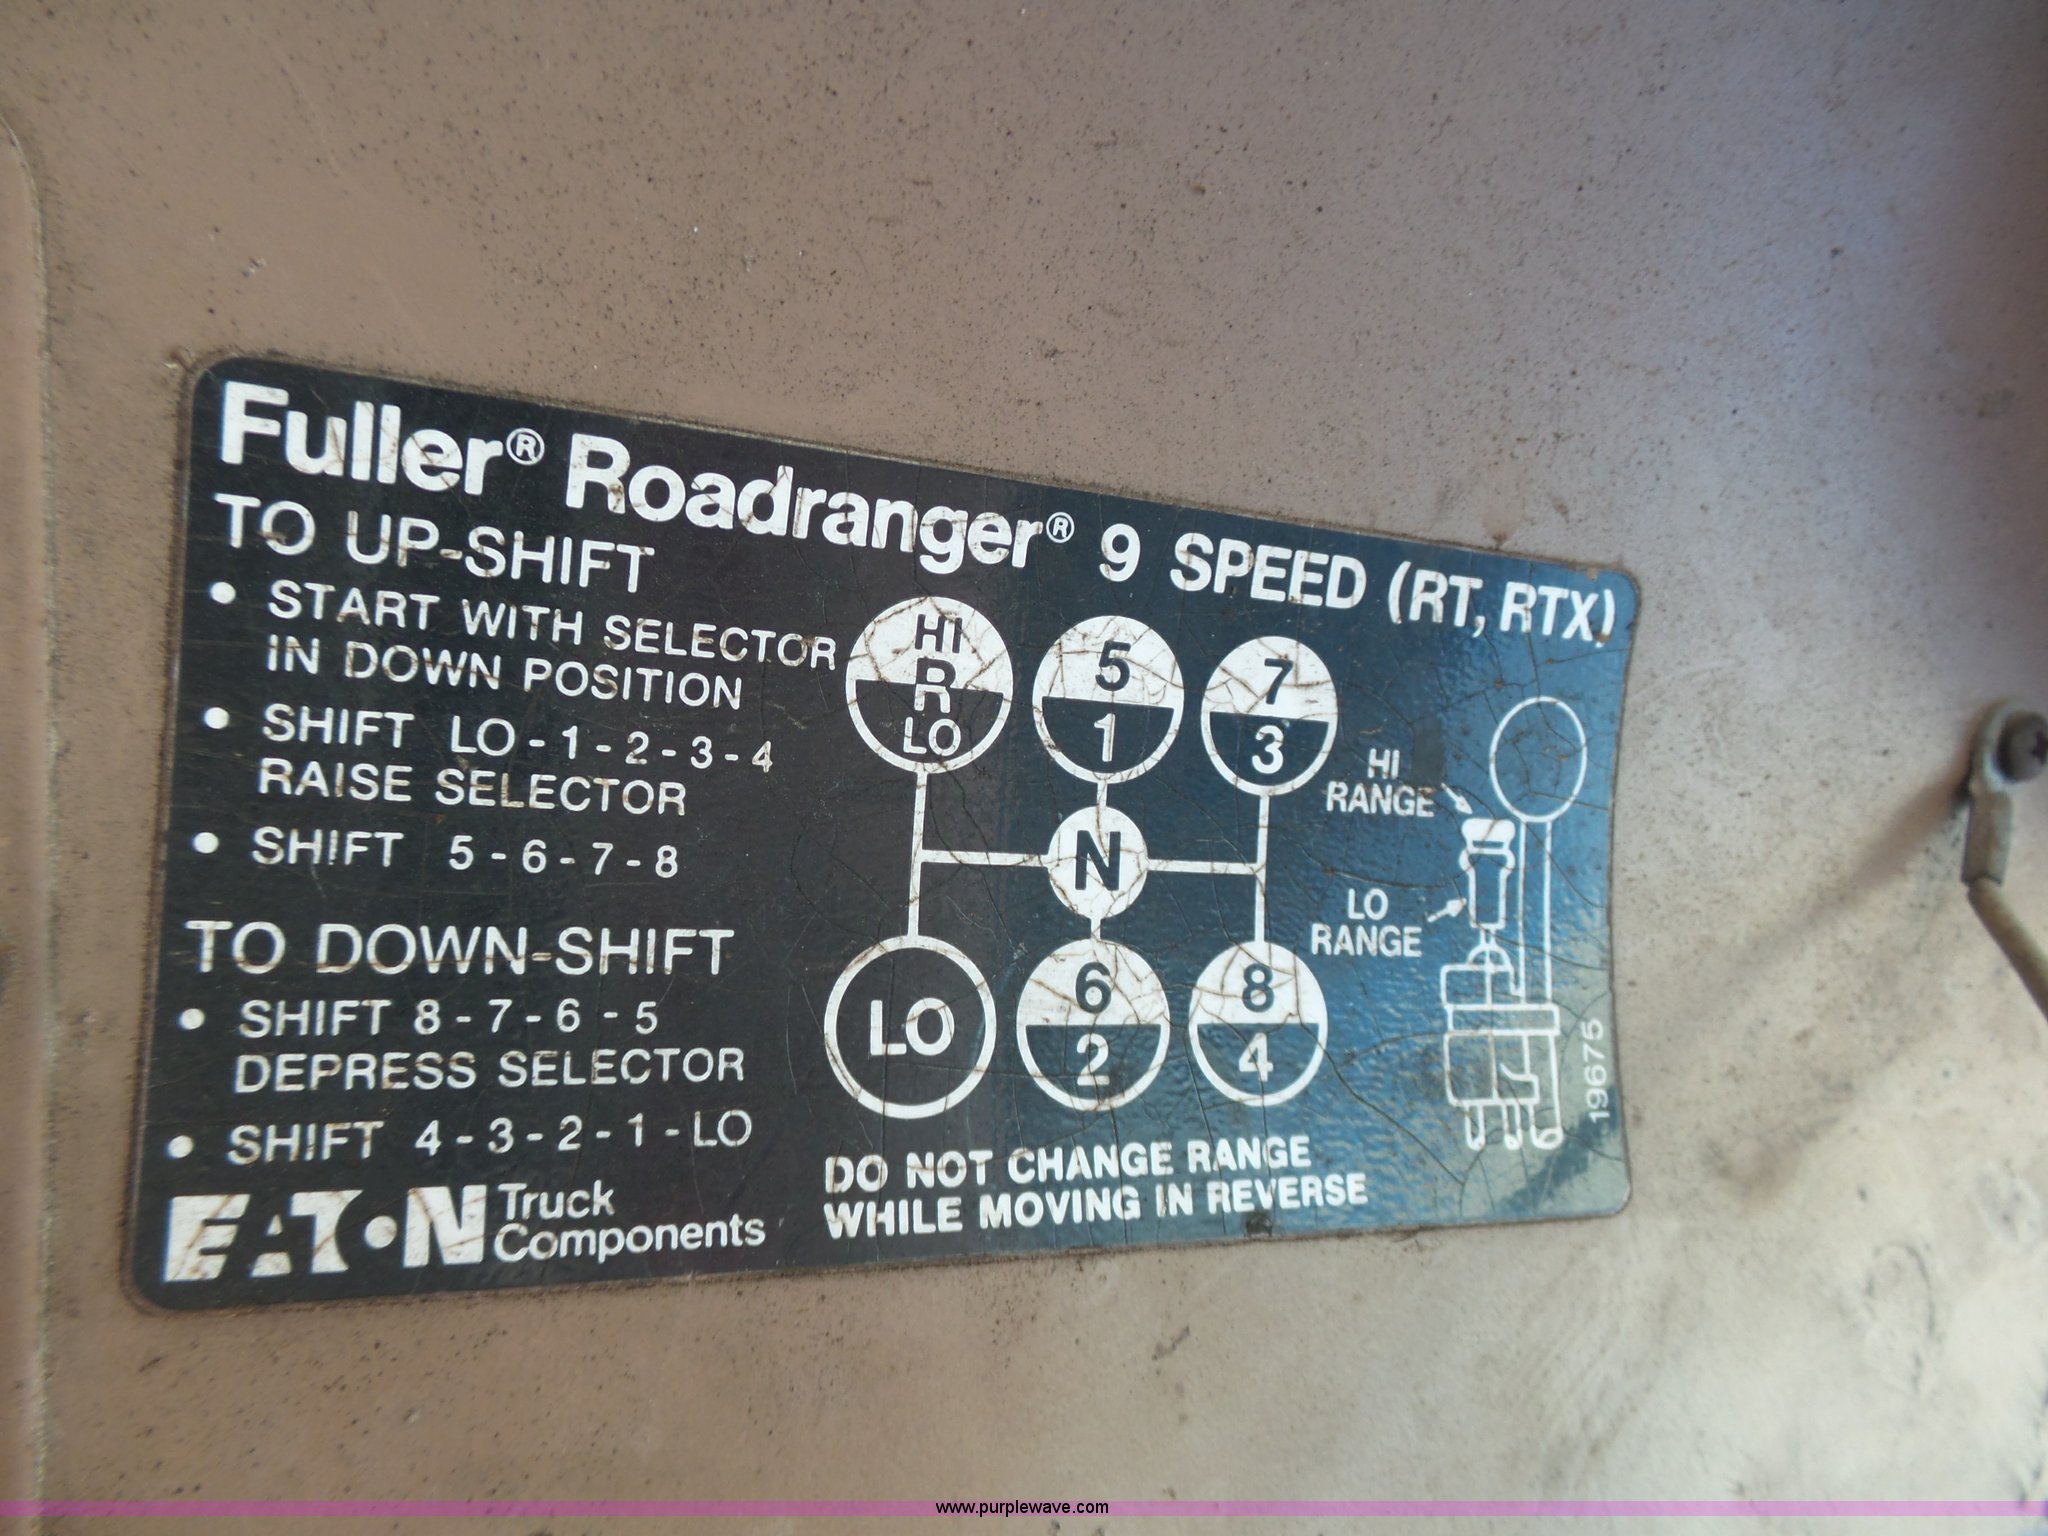 Fuller® Roadranger® 9 SPEED (RT, RTX)
TO UP-SHIFT
• START WITH SELECTOR
IN DOWN POSITION
• SHIFT LO-1-2-3-4
RAISE SELECTOR
• SHIFT 5-6-7-8
TO DOWN-SHIFT
• SHIFT 8-7-6-5
DEPRESS SELECTOR
• SHIFT 4-3-2-1-LO
EATON Truck
Components
HI
R
LO
5
1
7
3
N
LO
6
2
8
4
HI
RANGE
LO
RANGE
19675
DO NOT CHANGE RANGE
WHILE MOVING IN REVERSE
www.purplewave.com